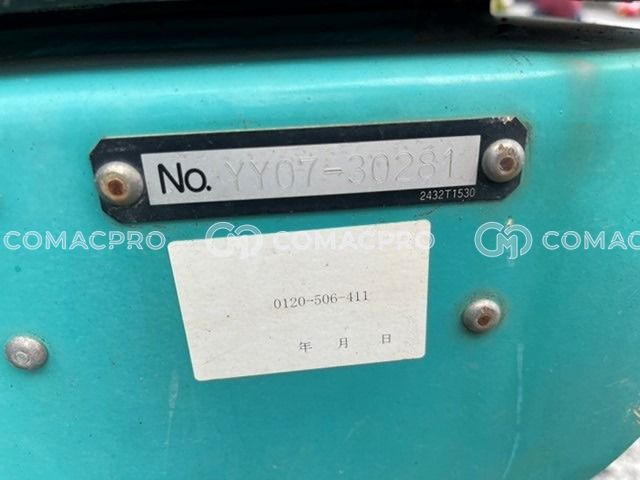 No. YY07-30281
2432T1530
COMACPRO COMACPRO COMACPRO
0120-506-411
年 月 日